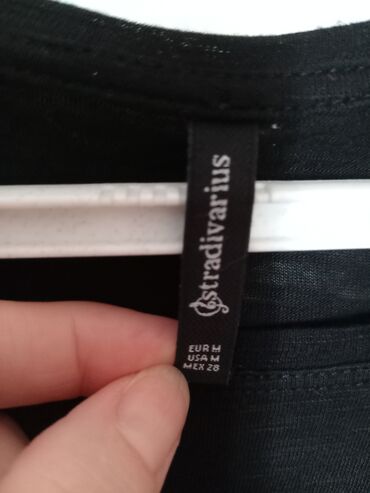 stradivarius
EUR M
USA M
MEX 28